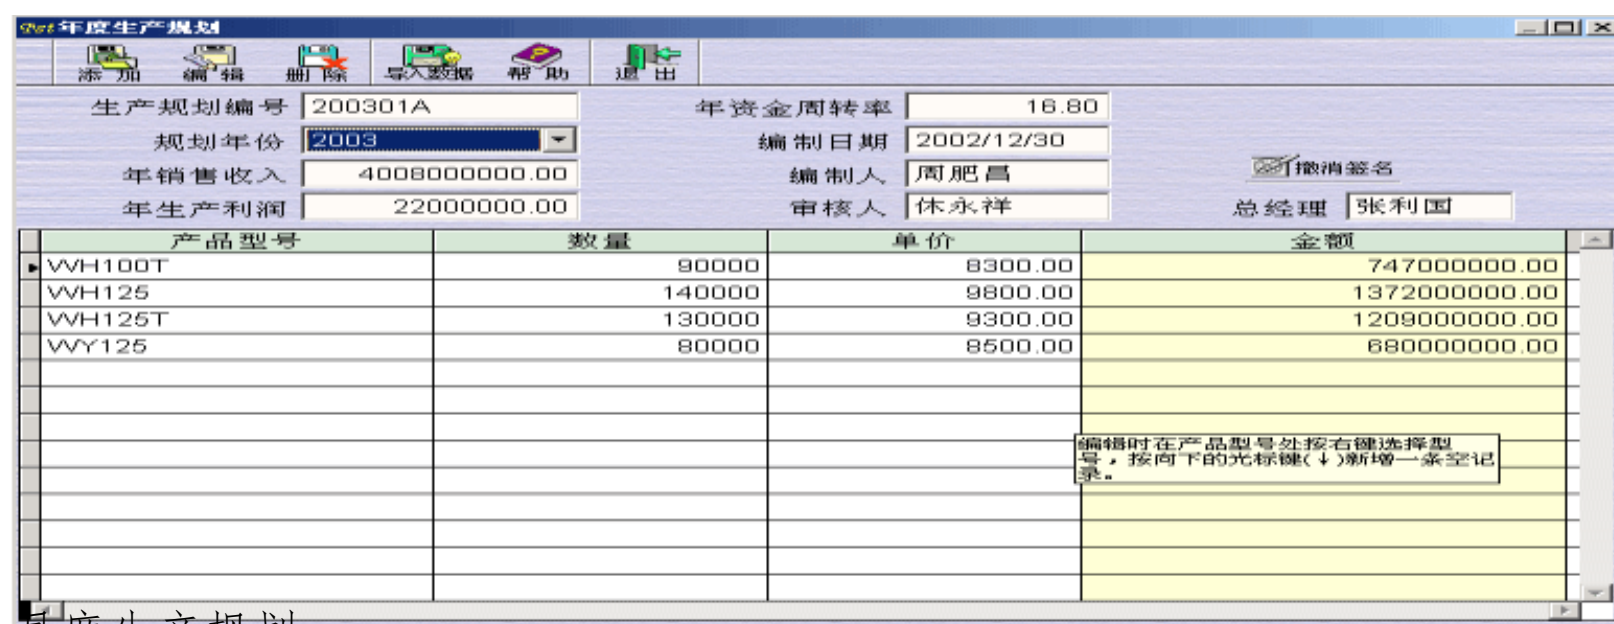 Pst 年度生产规划
添加 编辑 删除 导入数据 帮助 退出
生产规划编号 200301A 年资金周转率 16.80
规划年份 2003 编制日期 2002/12/30
年销售收入 4008000000.00 编制人 周肥昌 撤消签名
年生产利润 22000000.00 审核人 休永祥 总经理 张利国
产品型号 数量 单价 金额
WH100T 90000 8300.00 747000000.00
WH125 140000 9800.00 1372000000.00
WH125T 130000 9300.00 1209000000.00
WY125 80000 8500.00 680000000.00
编辑时在产品型号处按右键选择型
号，按向下的光标键(↓)新增一条空记
录。
月度生产规划